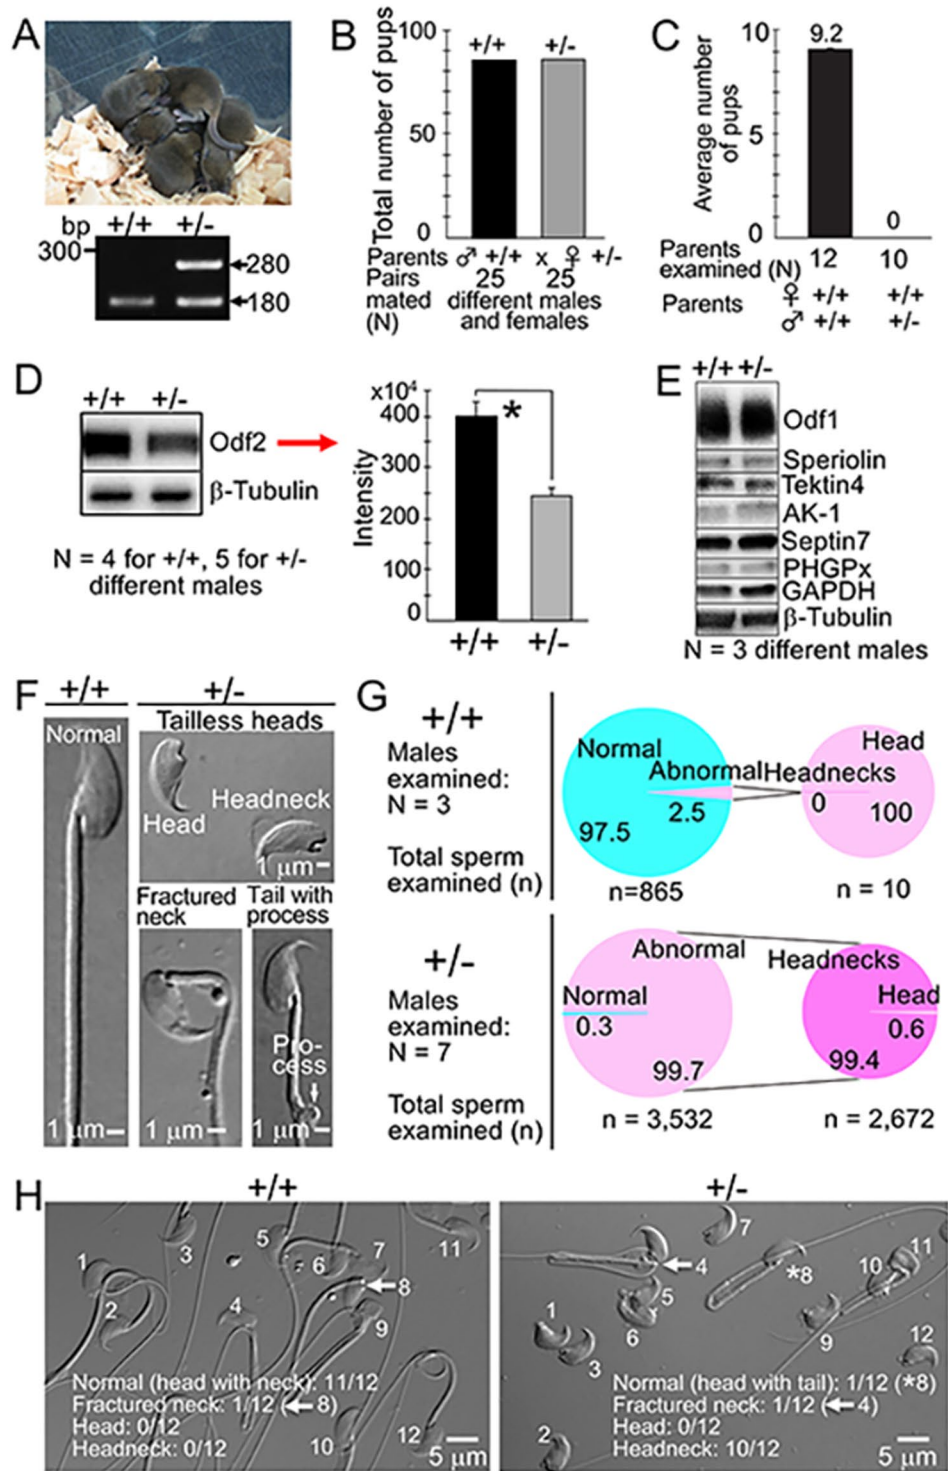 A
bp +/+ +/-
300
280
180
B
Total number of pups
100
50
0
+/+ +/-
Parents ♂ +/+ x ♀ +/-
Pairs 25 25
mated different males
(N) and females
C
Average number
of pups
10
5
0
9.2
0
Parents
examined (N) 12 10
Parents ♀ +/+ +/+
♂ +/+ +/-
D
+/+ +/-
Odf2
β-Tubulin
N = 4 for +/+, 5 for +/-
different males
x10⁴
400
300
200
100
0
Intensity
*
+/+ +/-
E
+/+ +/-
Odf1
Speriolin
Tektin4
AK-1
Septin7
PHGPx
GAPDH
β-Tubulin
N = 3 different males
F
+/+ +/-
Normal
1 μm
Tailless heads
Head
Headneck
1 μm
Fractured
neck
1 μm
Tail with
process
Pro-
cess
1 μm
G
+/+
Males
examined:
N = 3
Total sperm
examined (n)
Normal
97.5
Abnormal
2.5
n=865
Headnecks
0
Head
100
n = 10
+/-
Males
examined:
N = 7
Total sperm
examined (n)
Abnormal
Normal
0.3
99.7
n = 3,532
Headnecks
Head
0.6
99.4
n = 2,672
H
+/+
1
2
3
4
5
6
7
8
9
10
11
12
Normal (head with neck): 11/12
Fractured neck: 1/12 (← 8)
Head: 0/12
Headneck: 0/12
5 μm
+/-
1
2
3
4
5
6
7
*8
9
10
11
12
Normal (head with tail): 1/12 (*8)
Fractured neck: 1/12 (←4)
Head: 0/12
Headneck: 10/12
5 μm